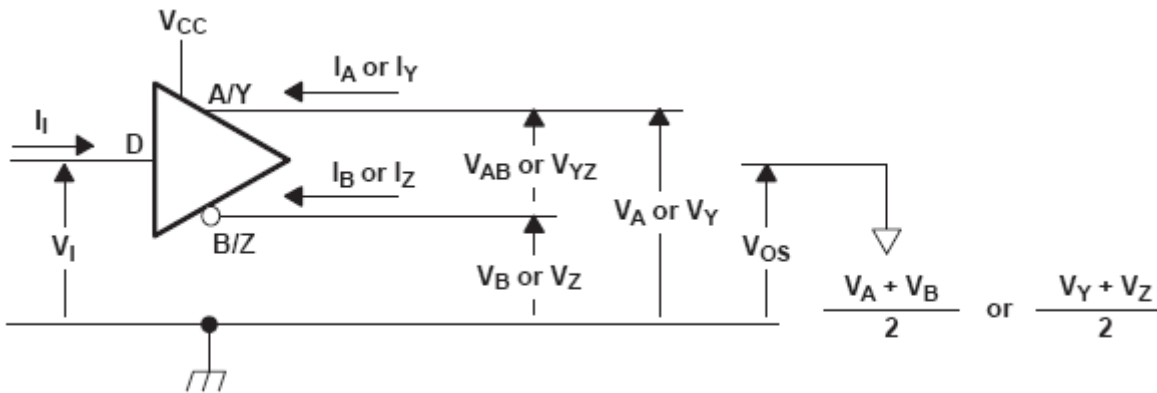 VCC
A/Y
IA or IY
II
D
VAB or VYZ
IB or IZ
VA or VY
VI
B/Z
VB or VZ
VOS
VA + VB
2
or
VY + VZ
2